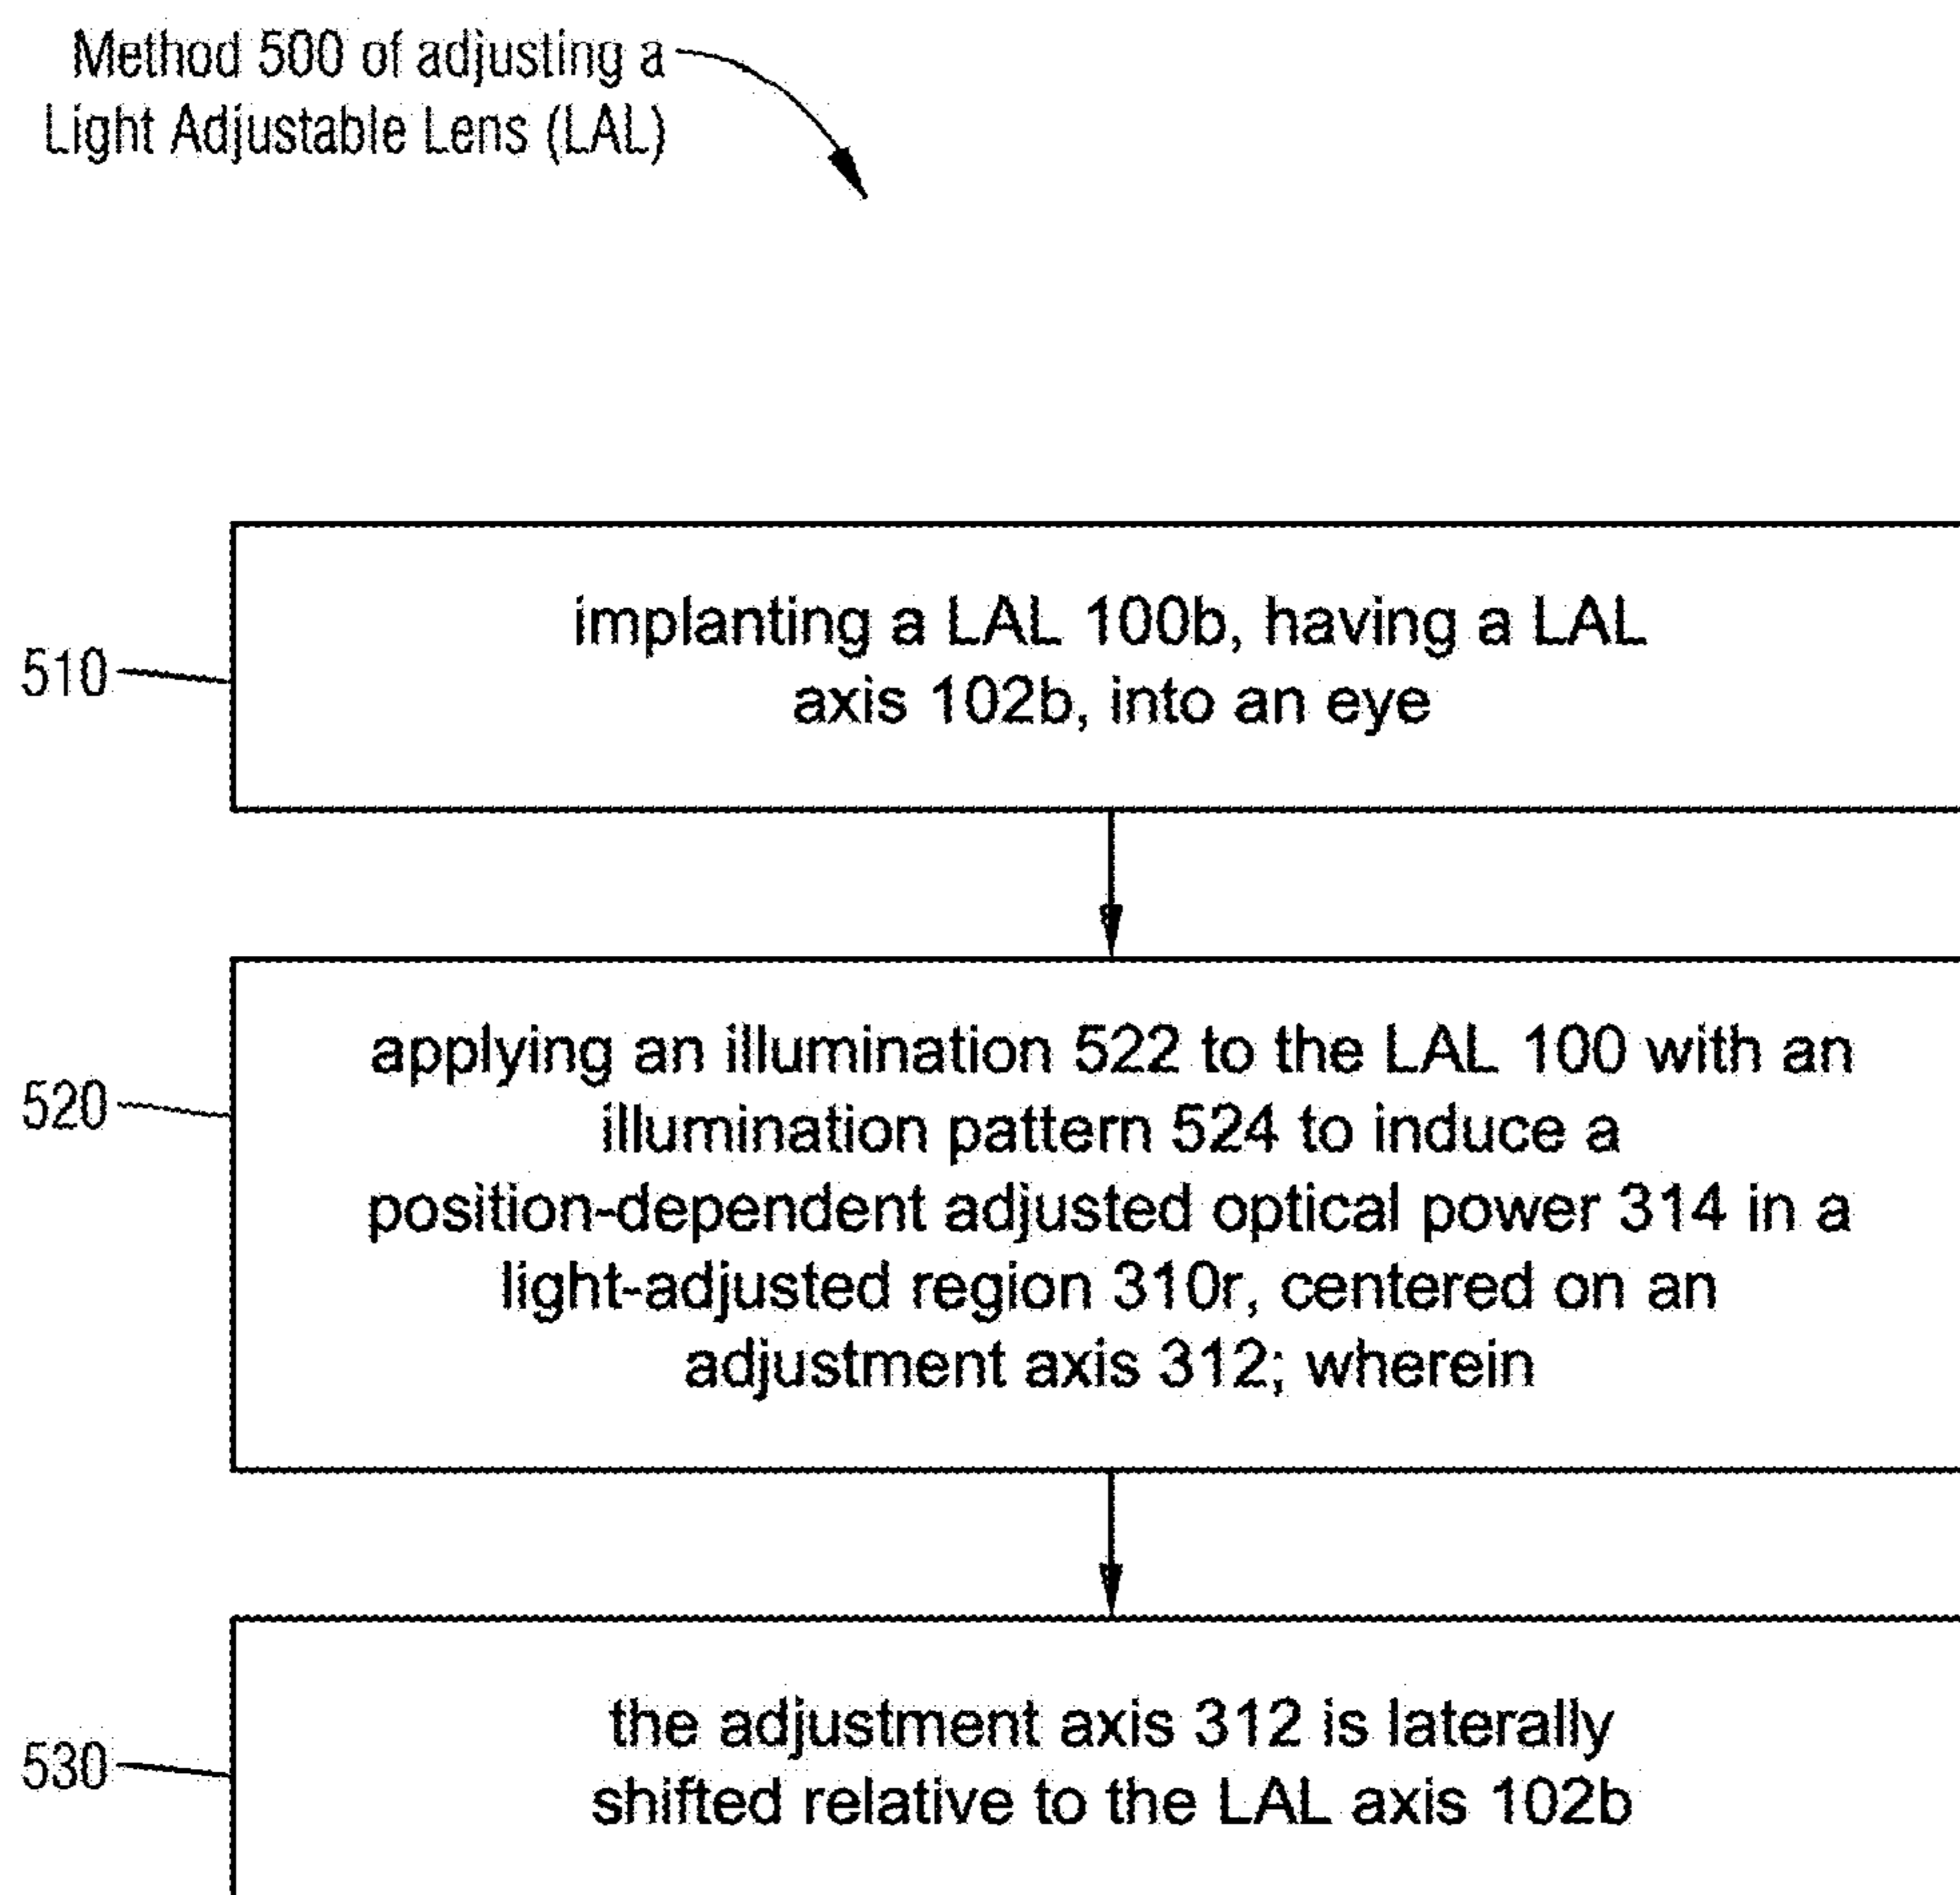 Method 500 of adjusting a
Light Adjustable Lens (LAL)
510
implanting a LAL 100b, having a LAL
axis 102b, into an eye
520
applying an illumination 522 to the LAL 100 with an
illumination pattern 524 to induce a
position-dependent adjusted optical power 314 in a
light-adjusted region 310r, centered on an
adjustment axis 312; wherein
530
the adjustment axis 312 is laterally
shifted relative to the LAL axis 102b